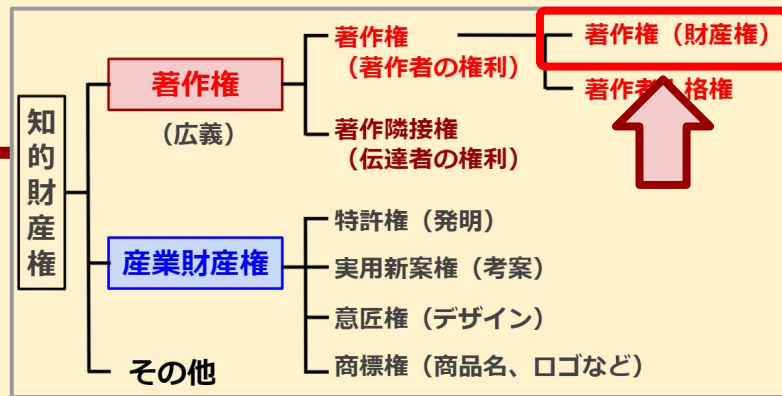 知的財産権
著作権
（広義）
著作権
（著作者の権利）
著作権（財産権）
著作者 格権
著作隣接権
（伝達者の権利）
産業財産権
特許権（発明）
実用新案権（考案）
意匠権（デザイン）
商標権（商品名、ロゴなど）
その他